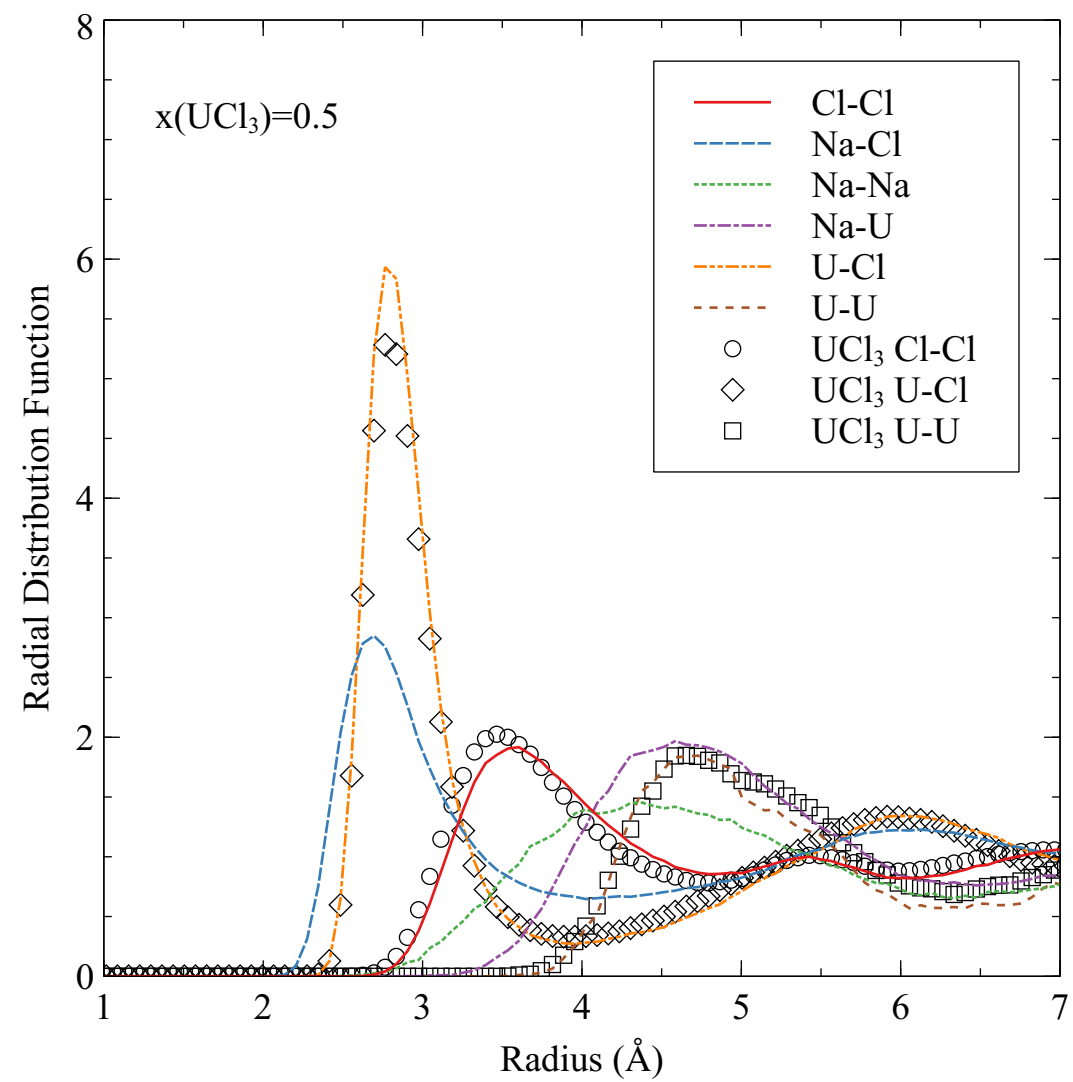 8
6
4
2
0
Radial Distribution Function
x(UCl₃)=0.5
Cl-Cl
Na-Cl
Na-Na
Na-U
U-Cl
U-U
UCl₃ Cl-Cl
UCl₃ U-Cl
UCl₃ U-U
1 2 3 4 5 6 7
Radius (Å)